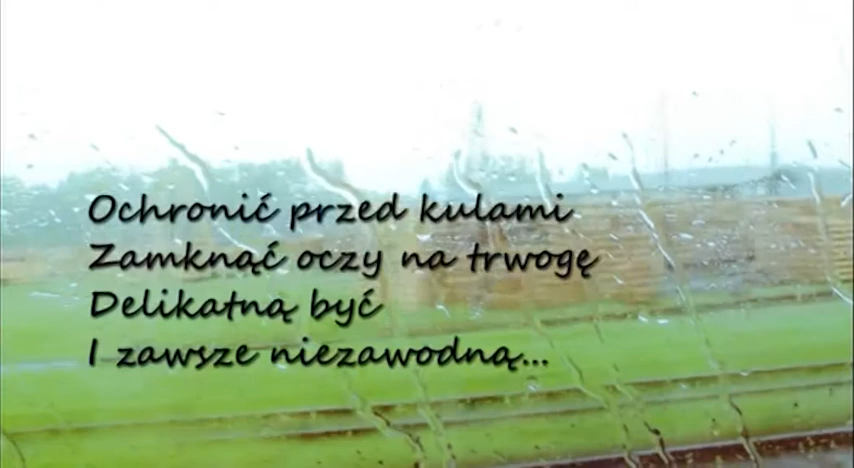 Ochronić przed kulami
Zamknąć oczy na trwogę
Delikatną być
I zawsze niezawodną...